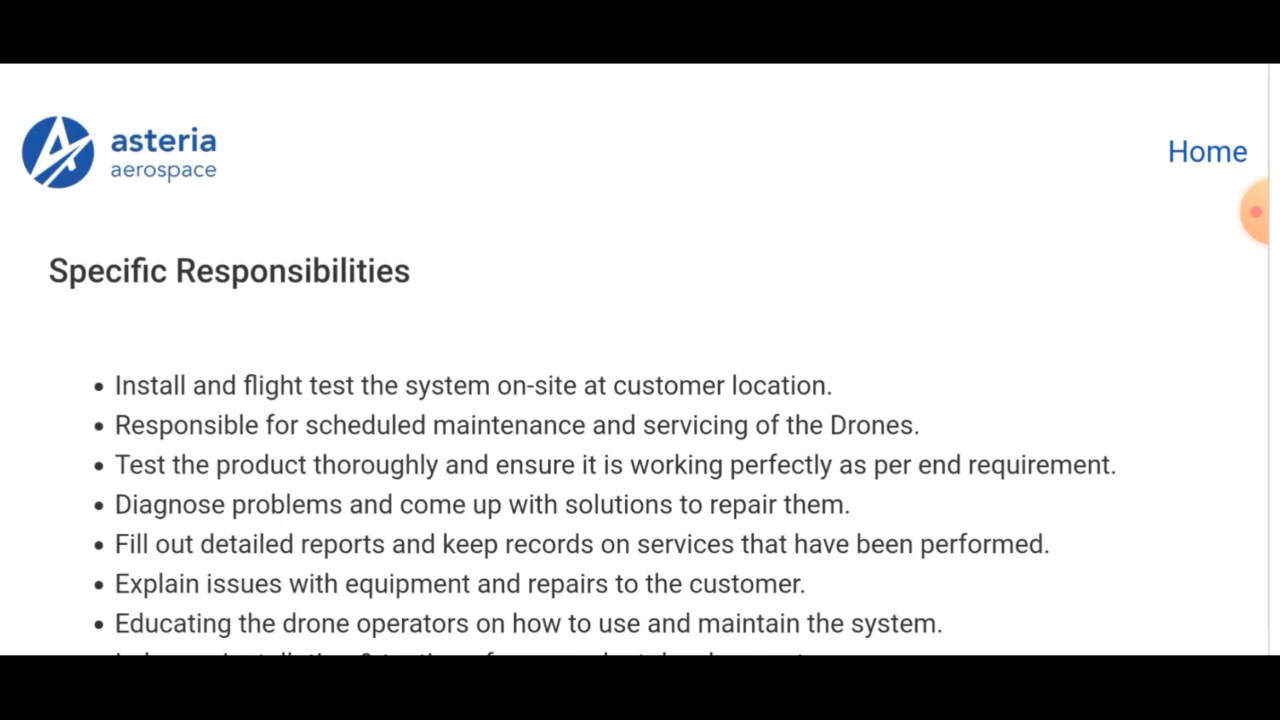 asteria
aerospace
Home
Specific Responsibilities
• Install and flight test the system on-site at customer location.
• Responsible for scheduled maintenance and servicing of the Drones.
• Test the product thoroughly and ensure it is working perfectly as per end requirement.
• Diagnose problems and come up with solutions to repair them.
• Fill out detailed reports and keep records on services that have been performed.
• Explain issues with equipment and repairs to the customer.
• Educating the drone operators on how to use and maintain the system.